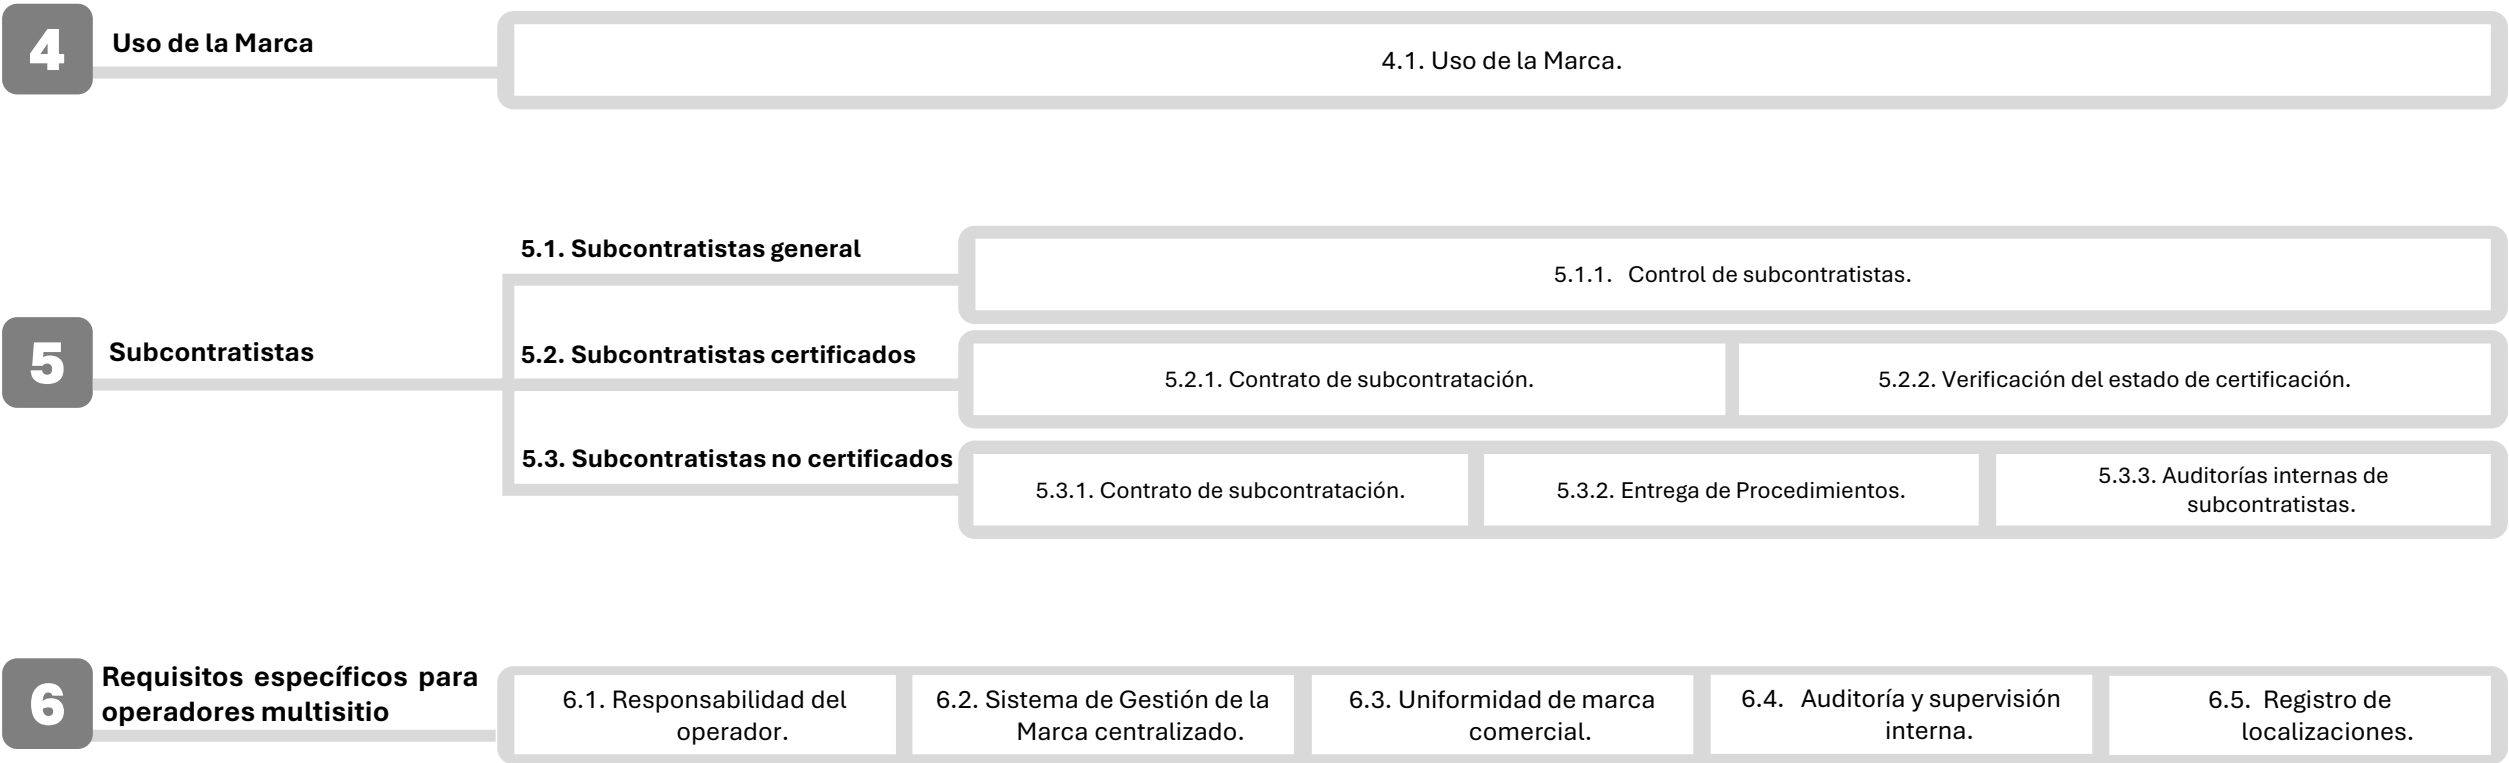 4
Uso de la Marca
4.1. Uso de la Marca.
5
Subcontratistas
5.1. Subcontratistas general
5.1.1. Control de subcontratistas.
5.2. Subcontratistas certificados
5.2.1. Contrato de subcontratación.
5.2.2. Verificación del estado de certificación.
5.3. Subcontratistas no certificados
5.3.1. Contrato de subcontratación.
5.3.2. Entrega de Procedimientos.
5.3.3. Auditorías internas de
subcontratistas.
6
Requisitos específicos para
operadores multisitio
6.1. Responsabilidad del
operador.
6.2. Sistema de Gestión de la
Marca centralizado.
6.3. Uniformidad de marca
comercial.
6.4. Auditoría y supervisión
interna.
6.5. Registro de
localizaciones.